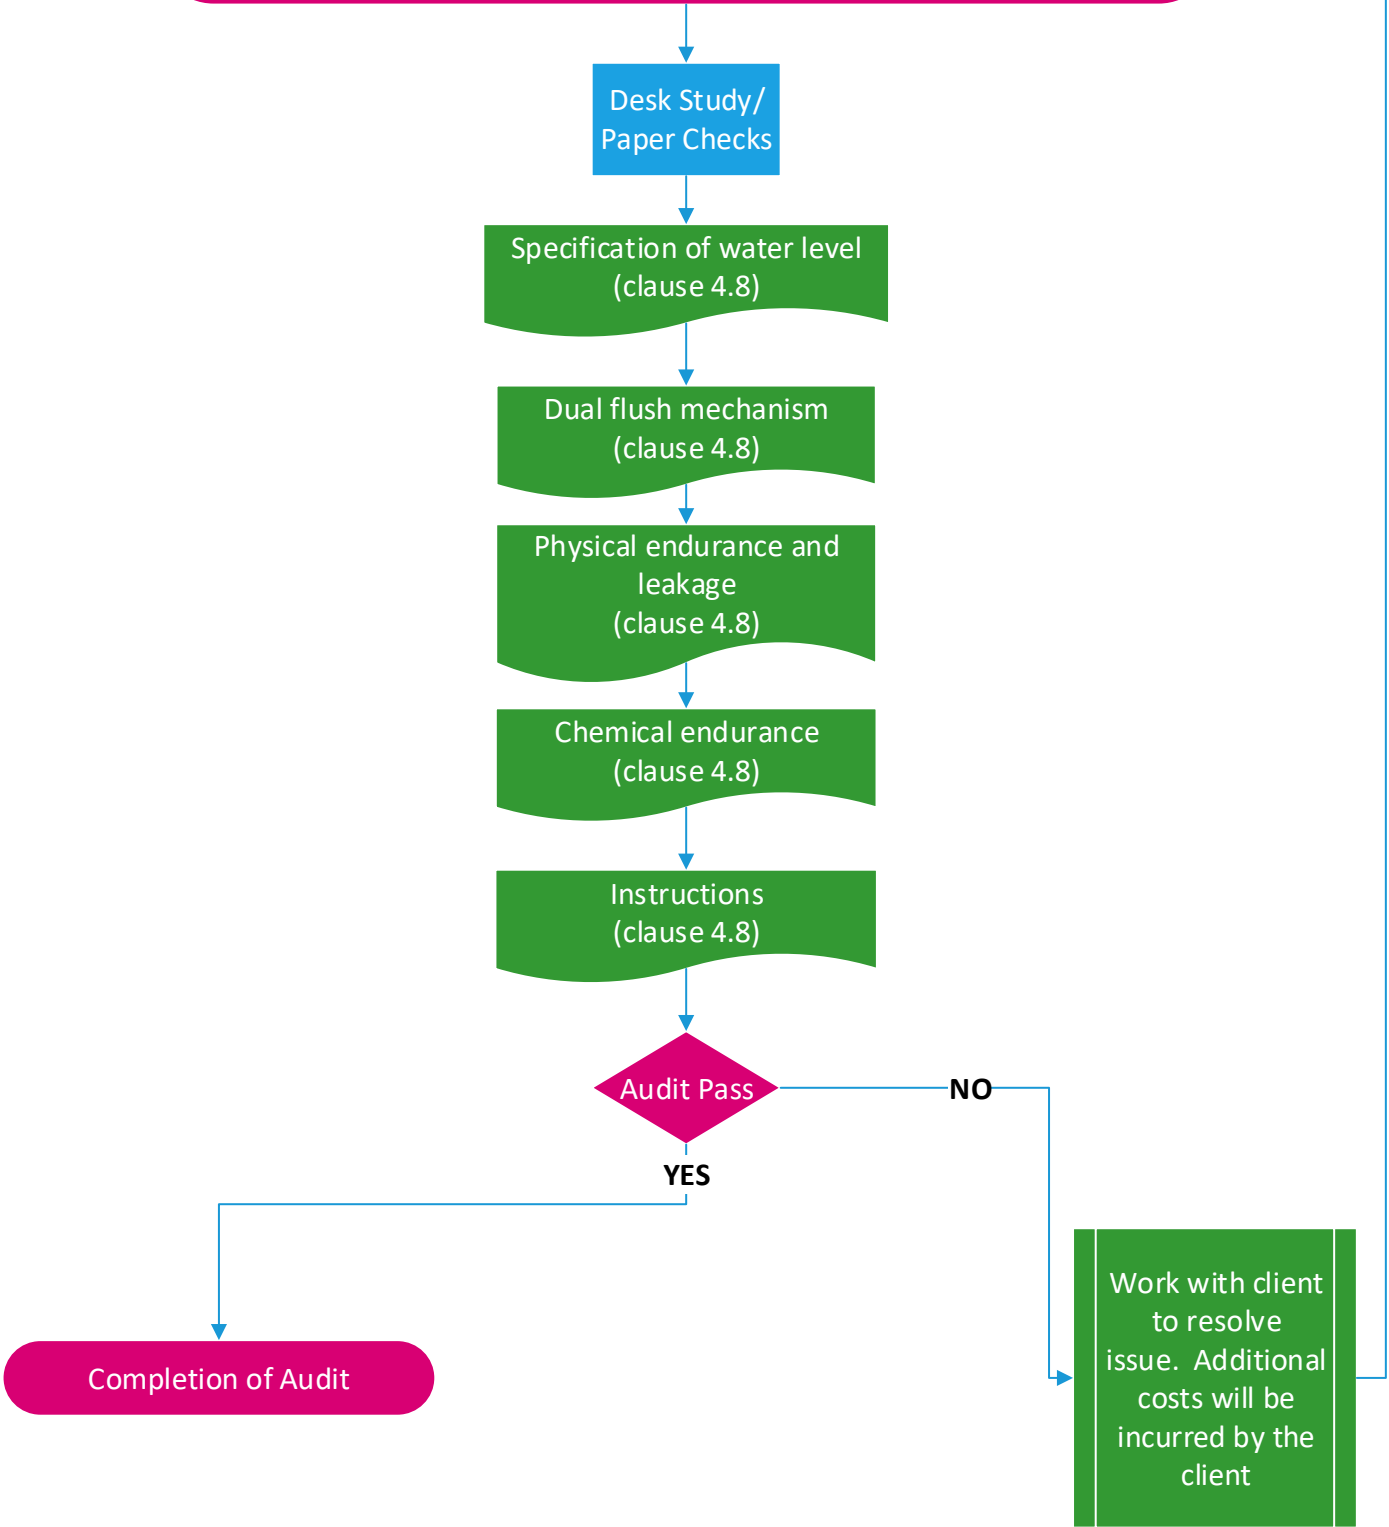 Desk Study/
Paper Checks
Specification of water level
(clause 4.8)
Dual flush mechanism
(clause 4.8)
Physical endurance and
leakage
(clause 4.8)
Chemical endurance
(clause 4.8)
Instructions
(clause 4.8)
Audit Pass
NO
YES
Work with client
to resolve
issue.  Additional
costs will be
incurred by the
client
Completion of Audit